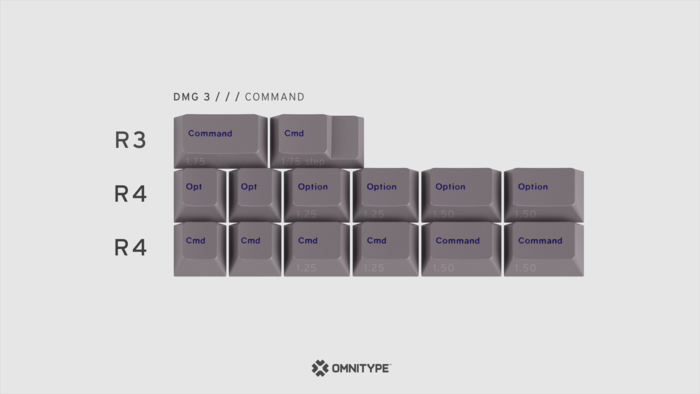 DMG 3 / / / COMMAND
R3 Command Cmd
1.75 1.75 step
R4 Opt Opt Option Option Option Option
1.25 1.25 1.50 1.50
R4 Cmd Cmd Cmd Cmd Command Command
1.25 1.25 1.50 1.50
OMNITYPE